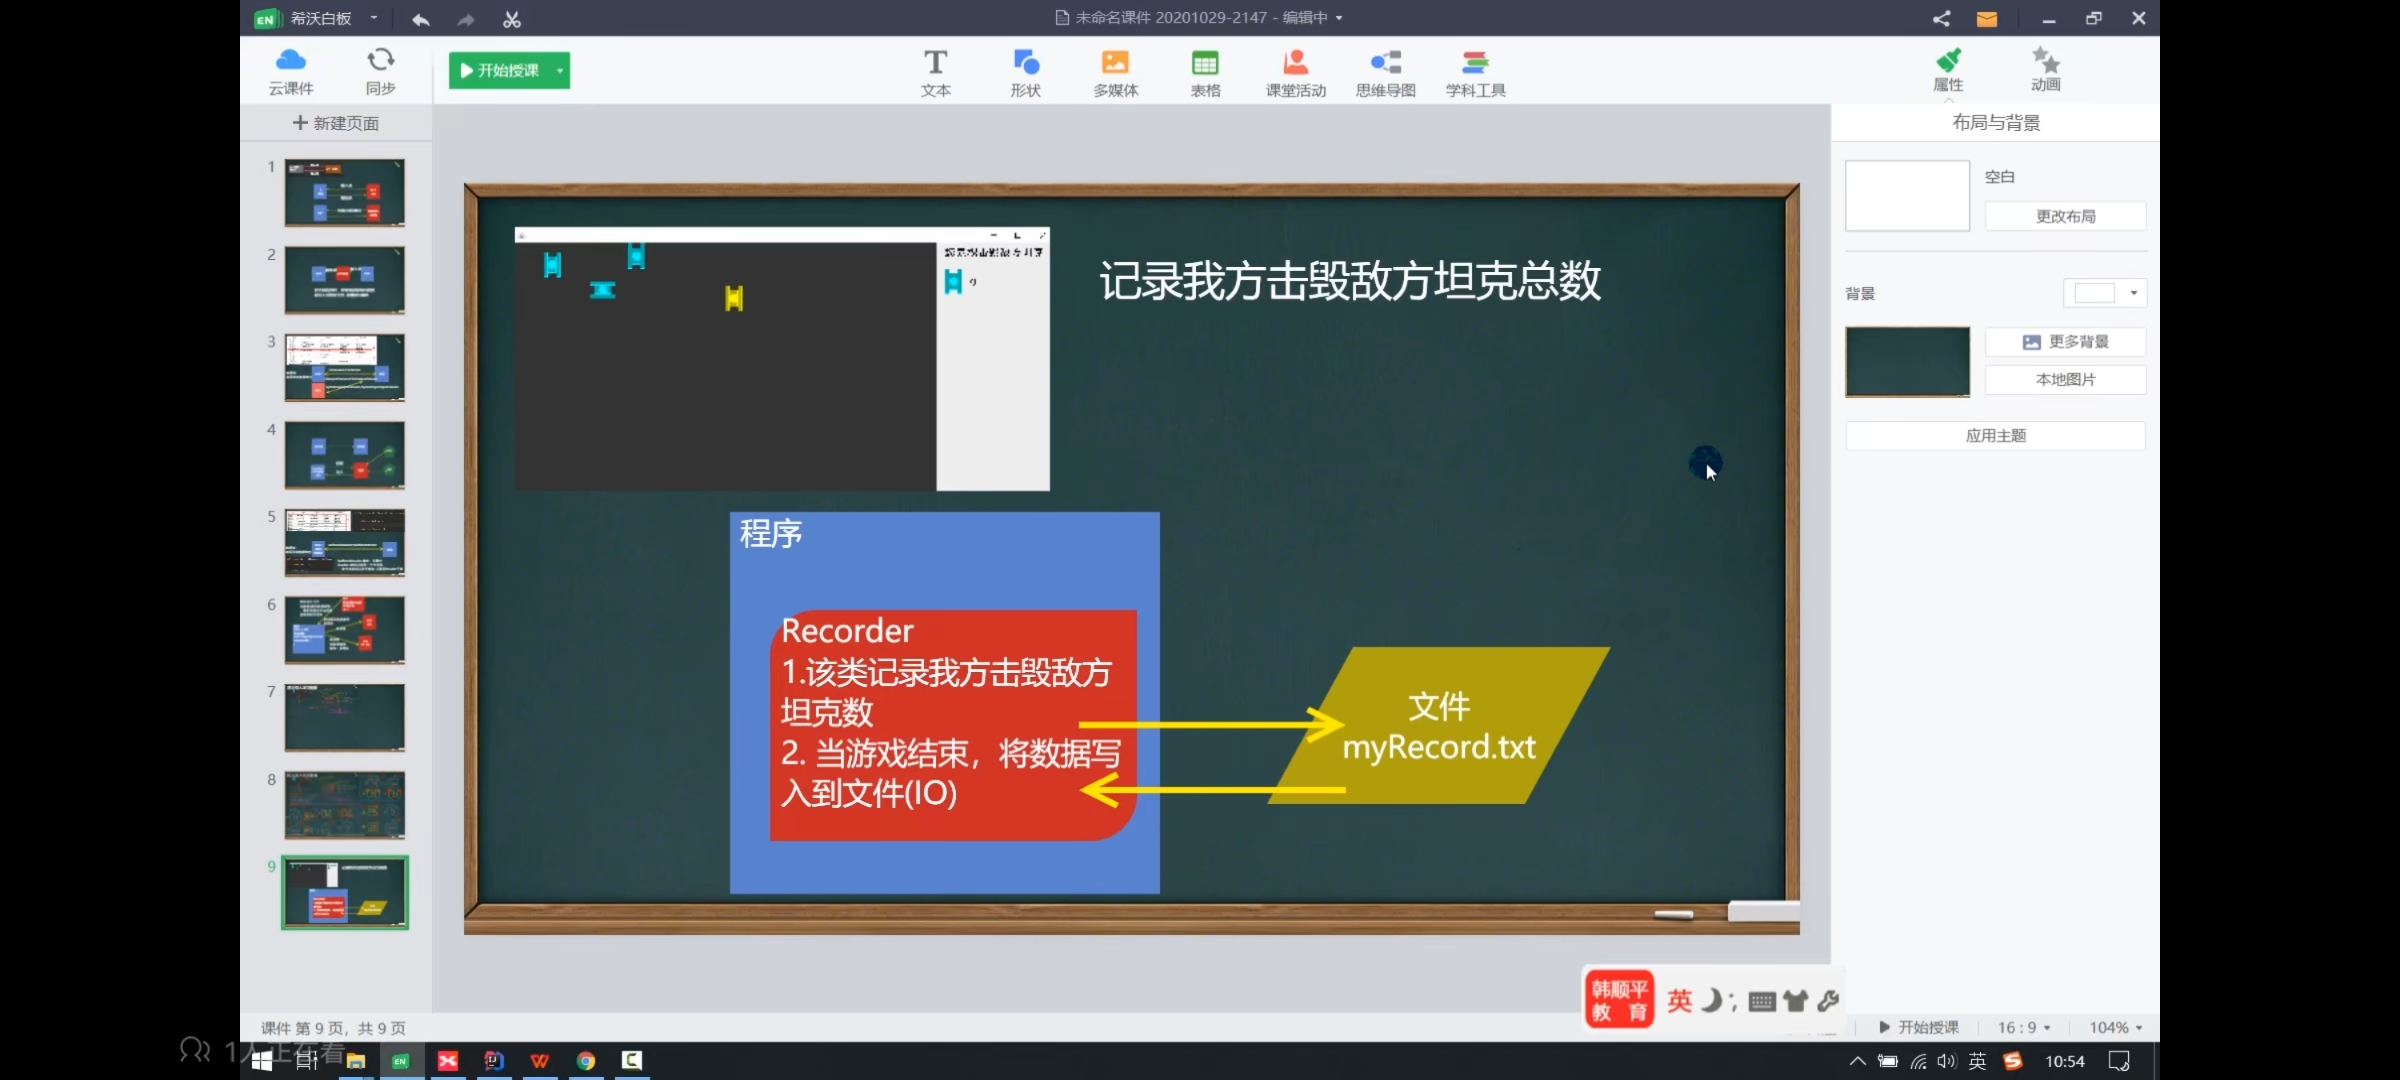 EN 希沃白板
未命名课件 20201029-2147 - 编辑中
云课件
同步
开始授课
文本
形状
多媒体
表格
课堂活动
思维导图
学科工具
属性
动画
新建页面
布局与背景
1
2
3
4
5
6
7
8
9
记录我方击毁敌方坦克总数
程序
Recorder
1.该类记录我方击毁敌方
坦克数
2. 当游戏结束，将数据写
入到文件(IO)
文件
myRecord.txt
空白
更改布局
背景
更多背景
本地图片
应用主题
韩顺平
教 育
英
课件 第 9 页，共 9 页
开始授课
16 : 9
104%
1人正在看
英
10:54